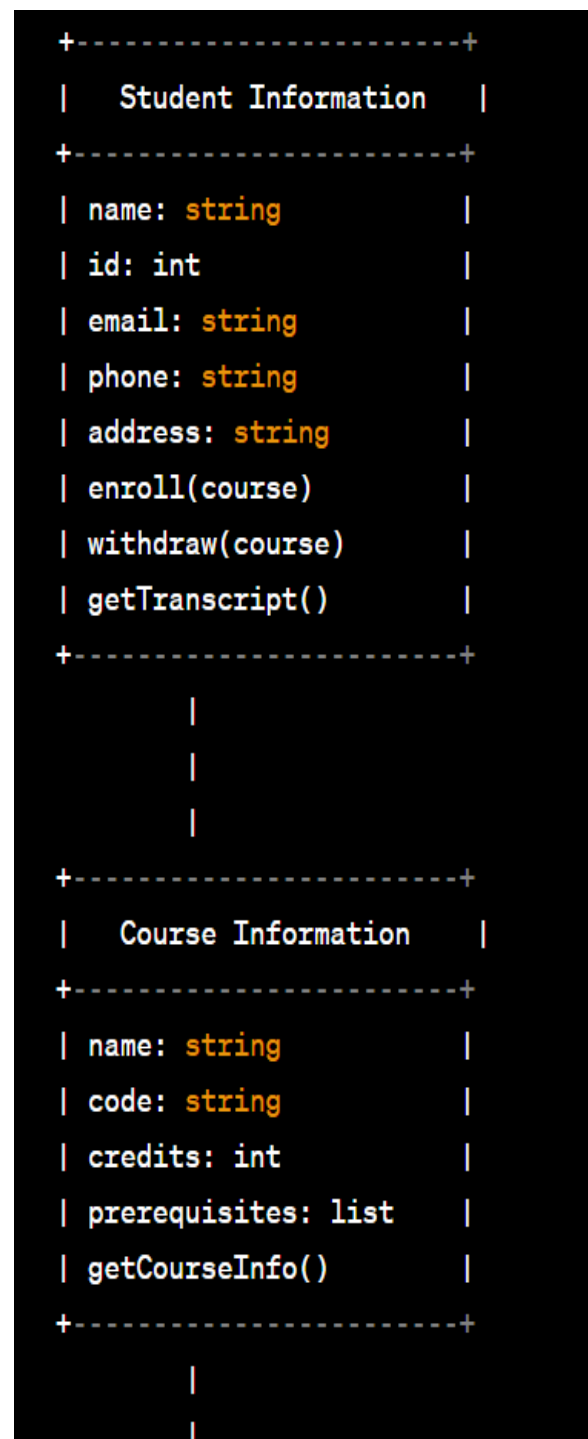 +------------------------+
|   Student Information   |
+------------------------+
| name: string           |
| id: int                |
| email: string          |
| phone: string          |
| address: string        |
| enroll(course)         |
| withdraw(course)       |
| getTranscript()        |
+------------------------+
        |
        |
        |
+------------------------+
|   Course Information    |
+------------------------+
| name: string           |
| code: string           |
| credits: int           |
| prerequisites: list    |
| getCourseInfo()        |
+------------------------+
        |
        |